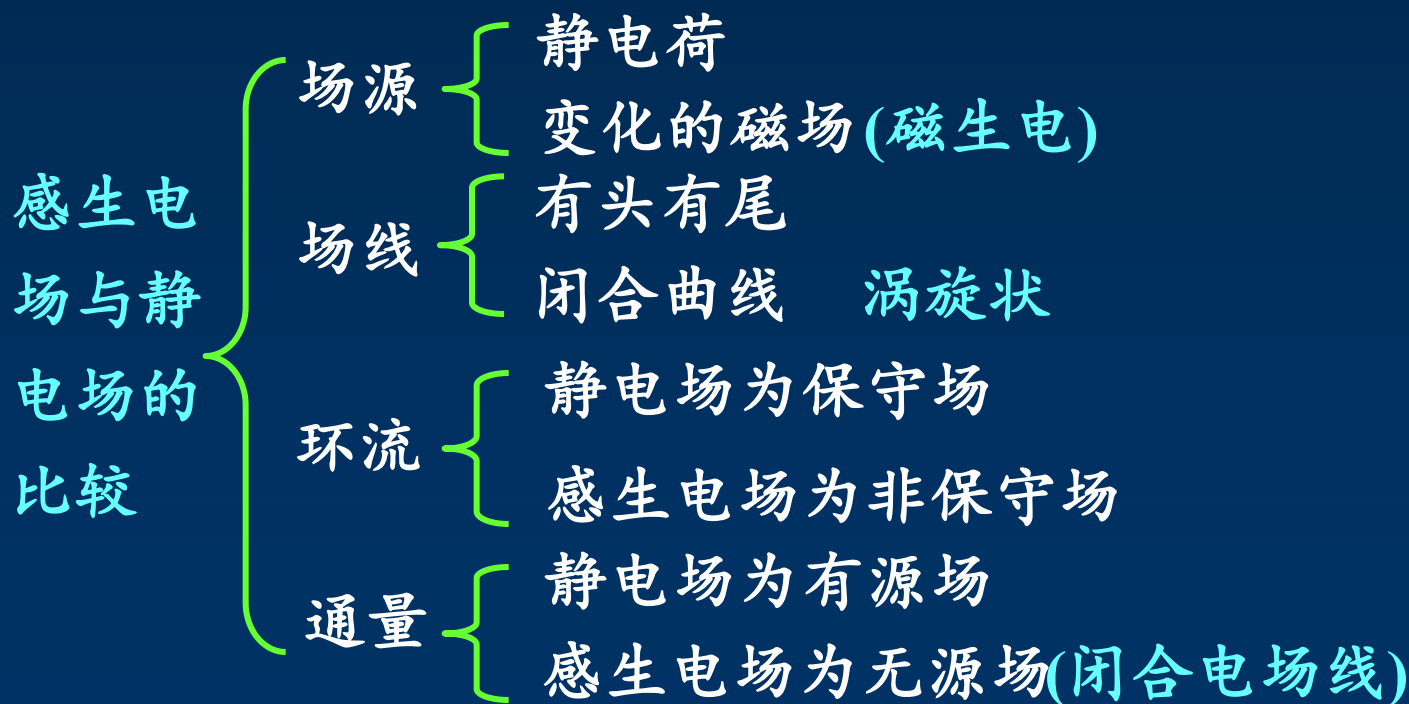 感生电
场与静
电场的
比较
场源
静电荷
变化的磁场(磁生电)
场线
有头有尾
闭合曲线 涡旋状
环流
静电场为保守场
感生电场为非保守场
通量
静电场为有源场
感生电场为无源场(闭合电场线)